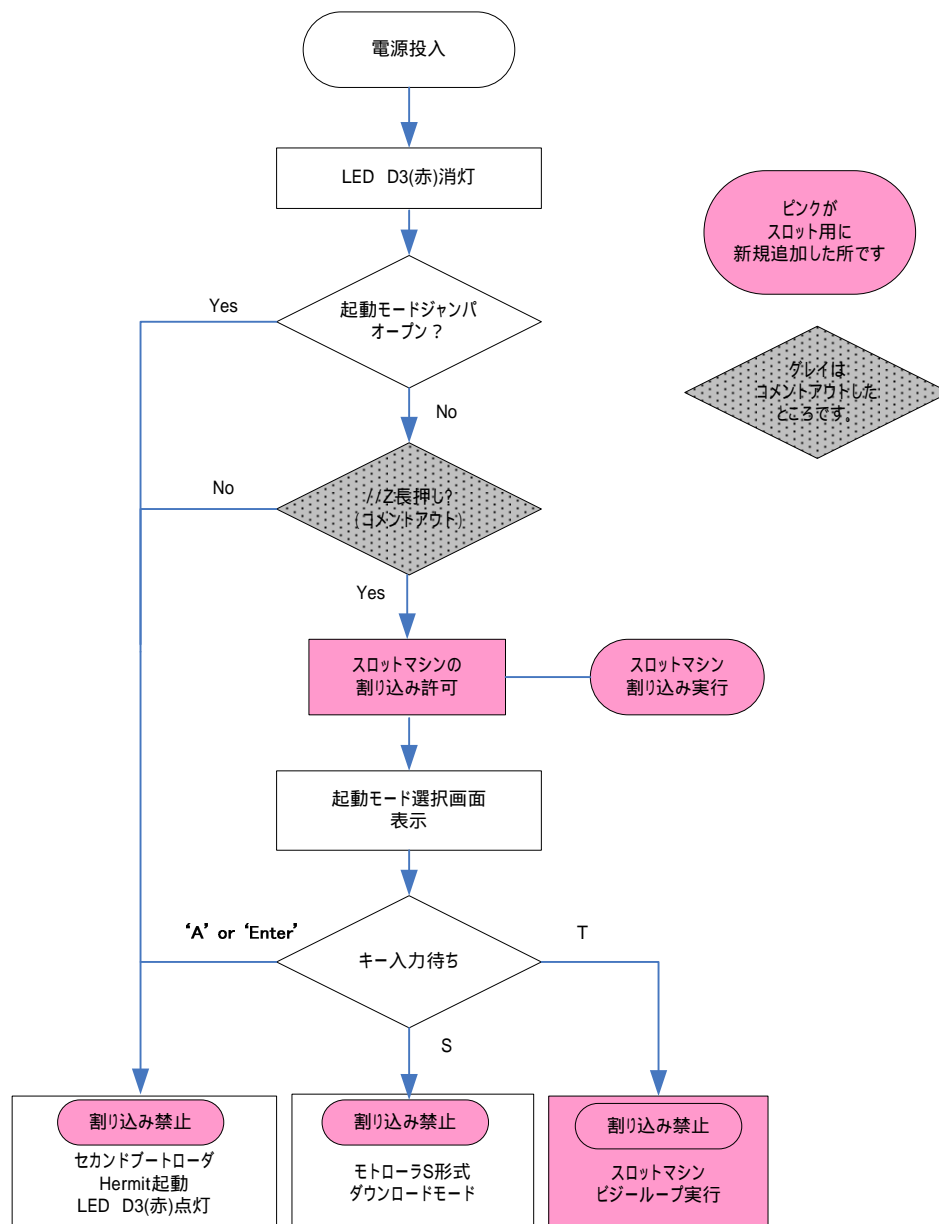 電源投入
LED D3(赤)消灯
ピンクが
スロット用に
新規追加した所です
起動モードジャンパ
オープン？
Yes
No
グレイは
コメントアウトした
ところです。
//Z長押し?
(コメントアウト)
No
Yes
スロットマシンの
割り込み許可
スロットマシン
割り込み実行
起動モード選択画面
表示
キー入力待ち
‘A’ or ‘Enter’
T
S
割り込み禁止
セカンドブートローダ
Hermit起動
LED D3(赤)点灯
割り込み禁止
モトローラS形式
ダウンロードモード
割り込み禁止
スロットマシン
ビジーループ実行